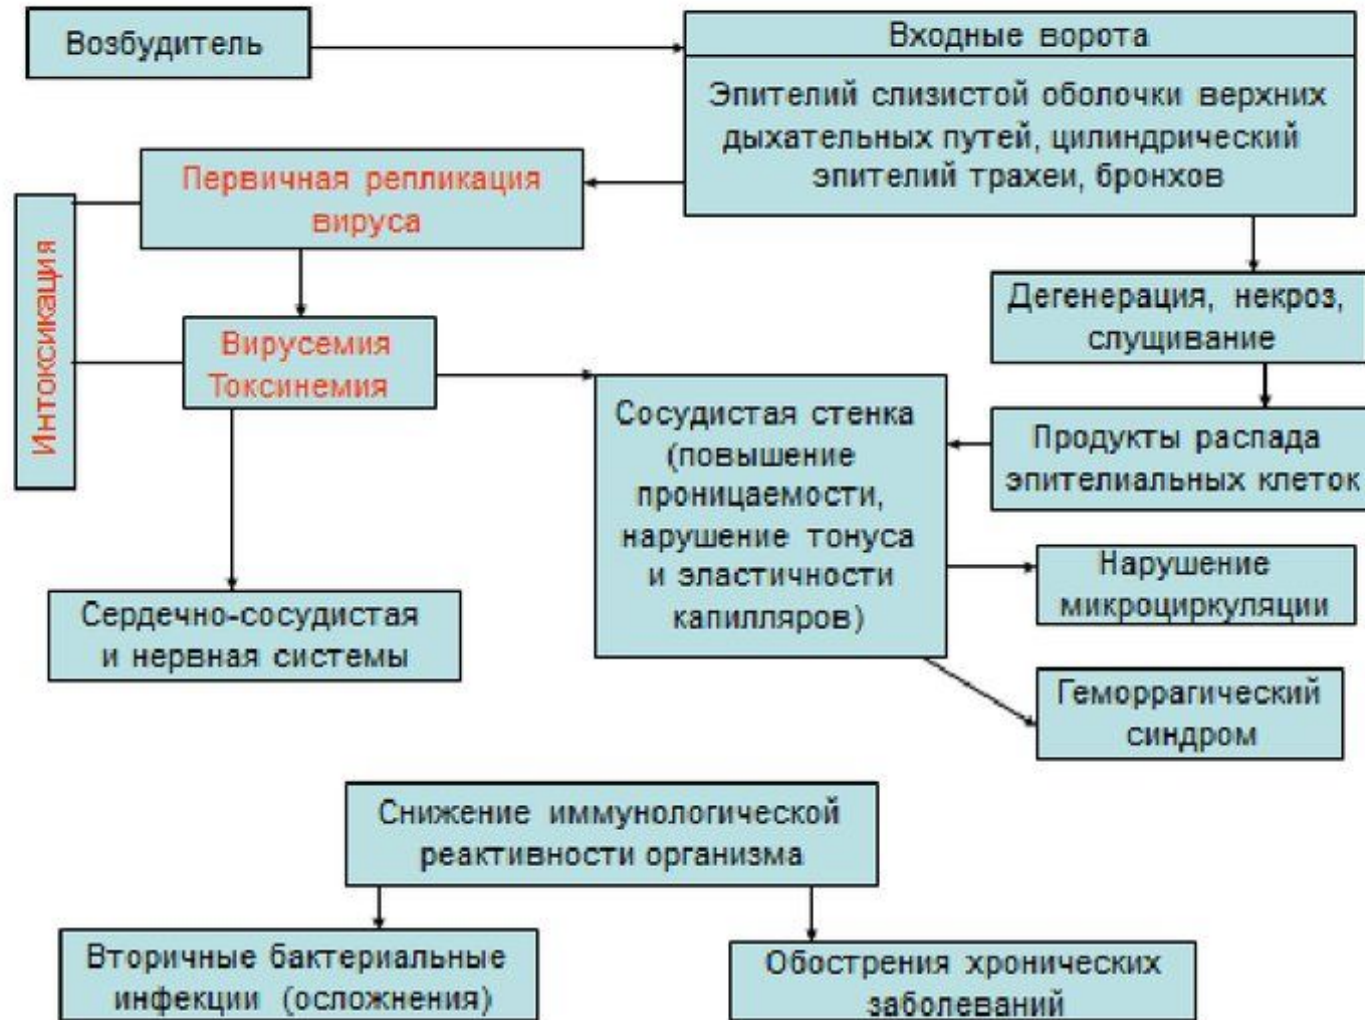 Возбудитель
Входные ворота
Эпителий слизистой оболочки верхних
дыхательных путей, цилиндрический
эпителий трахеи, бронхов
Первичная репликация
вируса
Интоксикация
Дегенерация, некроз,
слущивание
Вирусемия
Токсинемия
Сосудистая стенка
(повышение
проницаемости,
нарушение тонуса
и эластичности
капилляров)
Продукты распада
эпителиальных клеток
Нарушение
микроциркуляции
Сердечно-сосудистая
и нервная системы
Геморрагический
синдром
Снижение иммунологической
реактивности организма
Вторичные бактериальные
инфекции (осложнения)
Обострения хронических
заболеваний